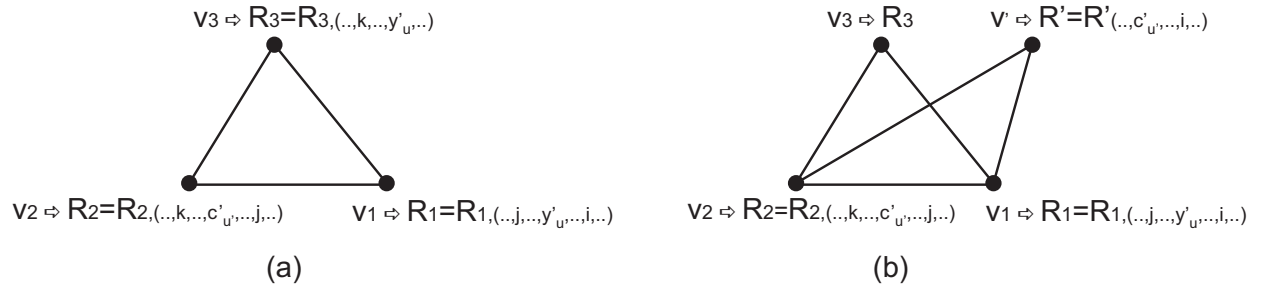 v3 ⇨ R3=R3,(..,k,..,y'u,..)
v2 ⇨ R2=R2,(..,k,..,c'u',..,j,..)
v1 ⇨ R1=R1,(..,j,..,y'u,..,i,..)
(a)
v3 ⇨ R3
v' ⇨ R'=R'(..,c'u',..,i,..)
v2 ⇨ R2=R2,(..,k,..,c'u',..,j,..)
v1 ⇨ R1=R1,(..,j,..,y'u,..,i,..)
(b)